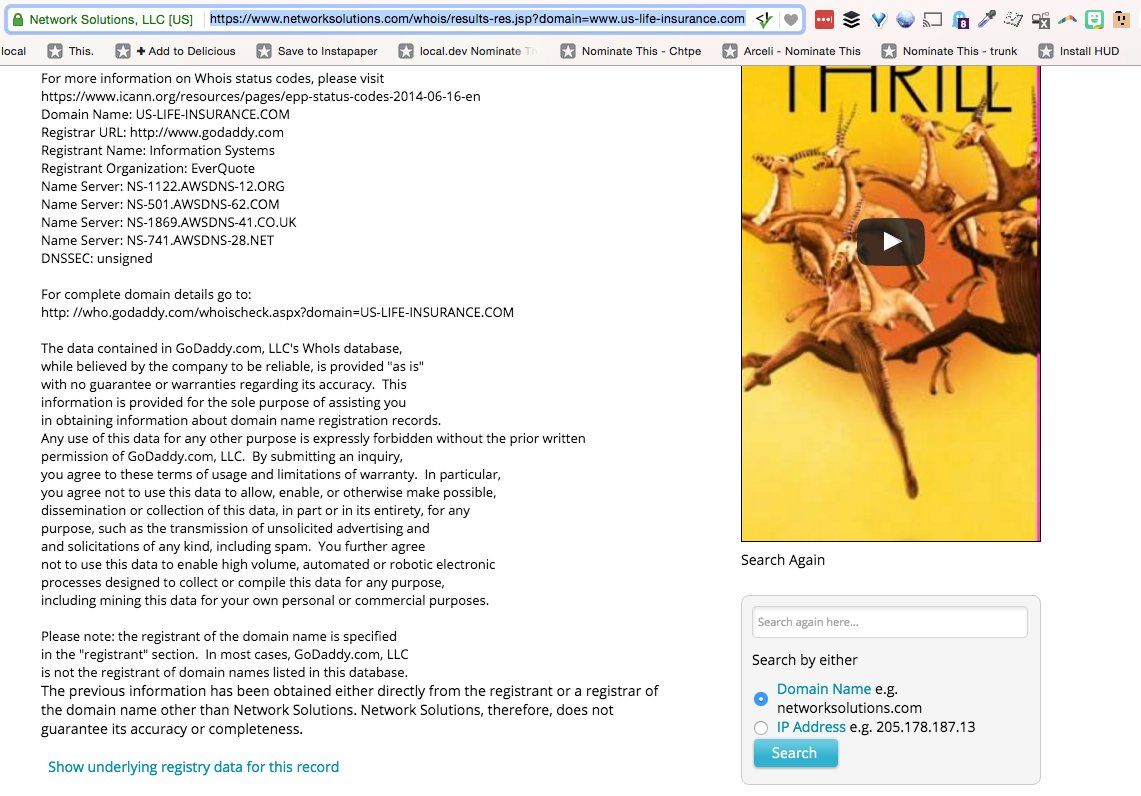 Network Solutions, LLC [US]
https://www.networksolutions.com/whois/results-res.jsp?domain=www.us-life-insurance.com
8
local
This.
+ Add to Delicious
Save to Instapaper
local.dev Nominate Th
Nominate This - Chtpe
Arceli - Nominate This
Nominate This - trunk
Install HUD
For more information on Whois status codes, please visit
https://www.icann.org/resources/pages/epp-status-codes-2014-06-16-en
Domain Name: US-LIFE-INSURANCE.COM
Registrar URL: http://www.godaddy.com
Registrant Name: Information Systems
Registrant Organization: EverQuote
Name Server: NS-1122.AWSDNS-12.ORG
Name Server: NS-501.AWSDNS-62.COM
Name Server: NS-1869.AWSDNS-41.CO.UK
Name Server: NS-741.AWSDNS-28.NET
DNSSEC: unsigned
For complete domain details go to:
http: //who.godaddy.com/whoischeck.aspx?domain=US-LIFE-INSURANCE.COM
The data contained in GoDaddy.com, LLC's WhoIs database,
while believed by the company to be reliable, is provided "as is"
with no guarantee or warranties regarding its accuracy.  This
information is provided for the sole purpose of assisting you
in obtaining information about domain name registration records.
Any use of this data for any other purpose is expressly forbidden without the prior written
permission of GoDaddy.com, LLC.  By submitting an inquiry,
you agree to these terms of usage and limitations of warranty.  In particular,
you agree not to use this data to allow, enable, or otherwise make possible,
dissemination or collection of this data, in part or in its entirety, for any
purpose, such as the transmission of unsolicited advertising and
and solicitations of any kind, including spam.  You further agree
not to use this data to enable high volume, automated or robotic electronic
processes designed to collect or compile this data for any purpose,
including mining this data for your own personal or commercial purposes.
Please note: the registrant of the domain name is specified
in the "registrant" section.  In most cases, GoDaddy.com, LLC
is not the registrant of domain names listed in this database.
The previous information has been obtained either directly from the registrant or a registrar of
the domain name other than Network Solutions. Network Solutions, therefore, does not
guarantee its accuracy or completeness.
Show underlying registry data for this record
THRILL
Search Again
Search again here...
Search by either
Domain Name e.g.
networksolutions.com
IP Address e.g. 205.178.187.13
Search